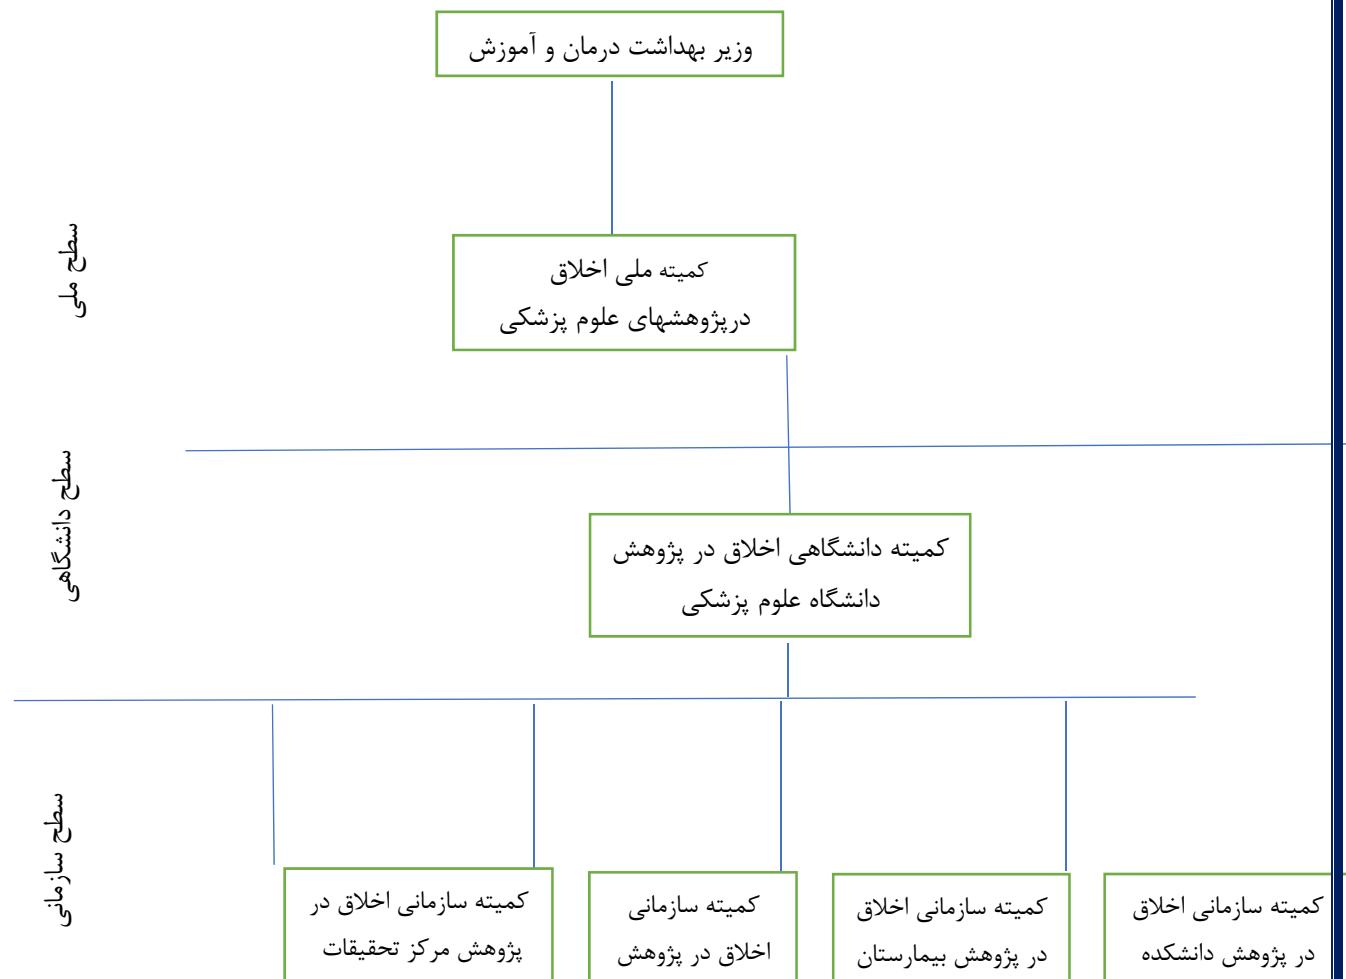 وزیر بهداشت درمان و آموزش
سطح ملی
کمیته ملی اخلاق
درپژوهشهای علوم پزشکی
سطح دانشگاهی
کمیته دانشگاهی اخلاق در پژوهش
دانشگاه علوم پزشکی
سطح سازمانی
کمیته سازمانی اخلاق
در پژوهش دانشکده
کمیته سازمانی اخلاق
در پژوهش بیمارستان
کمیته سازمانی
اخلاق در پژوهش
کمیته سازمانی اخلاق در
پژوهش مرکز تحقیقات